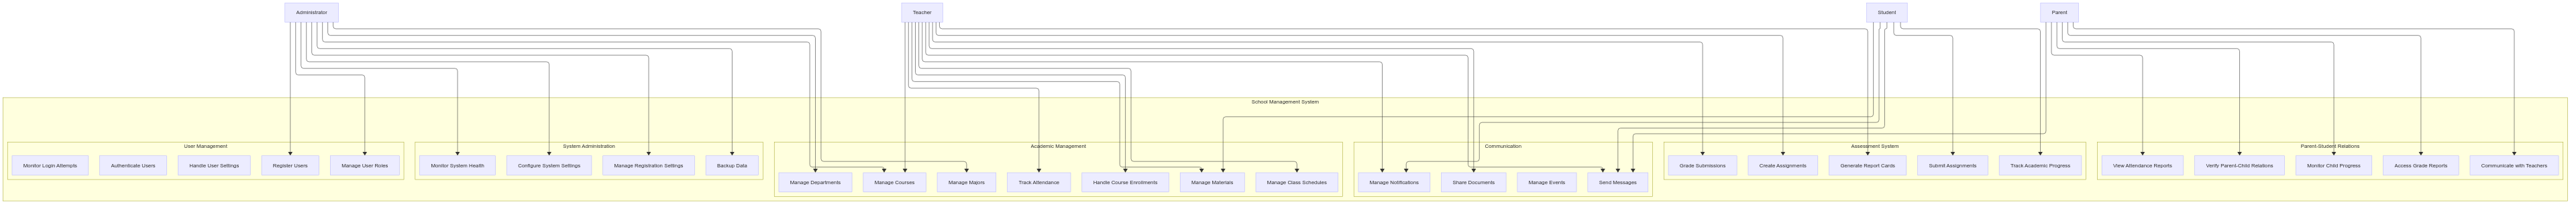 Administrator
Teacher
Student
Parent
School Management System
User Management
System Administration
Academic Management
Communication
Assessment System
Parent-Student Relations
Monitor Login Attempts
Authenticate Users
Handle User Settings
Register Users
Manage User Roles
Monitor System Health
Configure System Settings
Manage Registration Settings
Backup Data
Manage Departments
Manage Courses
Manage Majors
Track Attendance
Handle Course Enrollments
Manage Materials
Manage Class Schedules
Manage Notifications
Share Documents
Manage Events
Send Messages
Grade Submissions
Create Assignments
Generate Report Cards
Submit Assignments
Track Academic Progress
View Attendance Reports
Verify Parent-Child Relations
Monitor Child Progress
Access Grade Reports
Communicate with Teachers